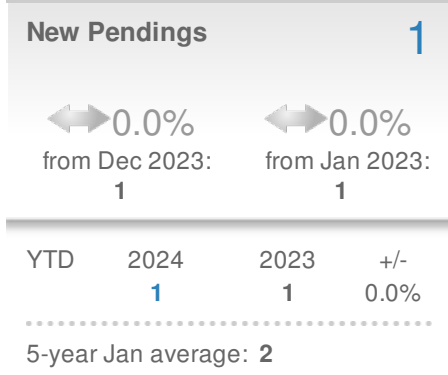 New Pendings 1
0.0% 0.0%
from Dec 2023: from Jan 2023:
1 1
YTD 2024 2023 +/-
1 1 0.0%
5-year Jan average: 2